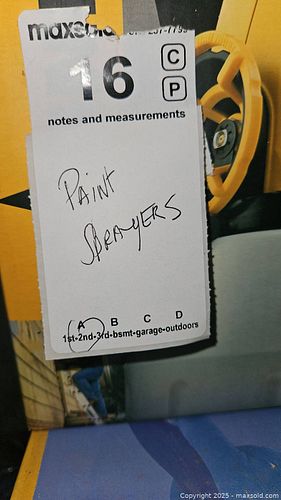 16
C
P
notes and measurements
PAINT
SPRAYERS
A B C D
1st-2nd-3rd-bsmt-garage-outdoors
Copyright 2025 - maxsold.com